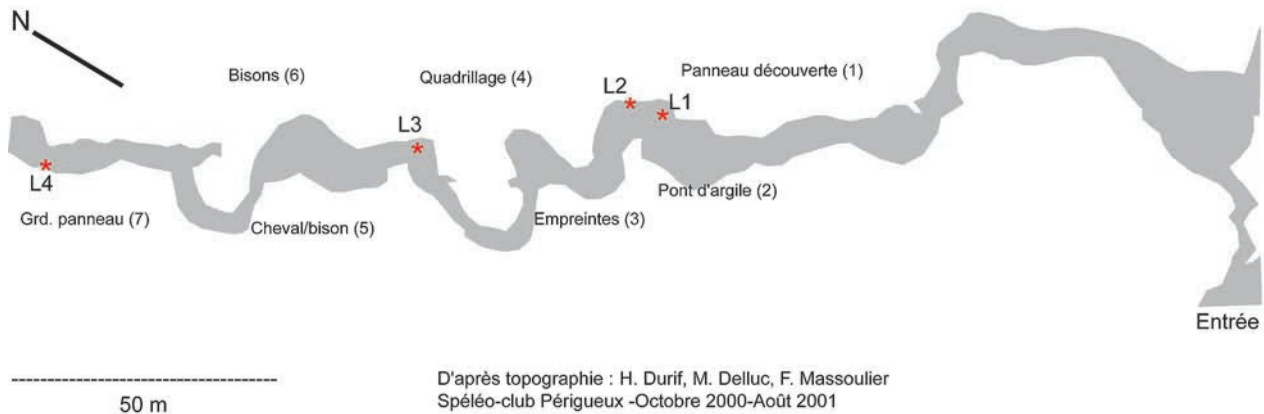 N
Bisons (6)
Quadrillage (4)
Panneau découverte (1)
L2
L1
L3
L4
Pont d'argile (2)
Grd. panneau (7)
Cheval/bison (5)
Empreintes (3)
Entrée
50 m
D'après topographie : H. Durif, M. Delluc, F. Massoulier
Spéléo-club Périgueux -Octobre 2000-Août 2001